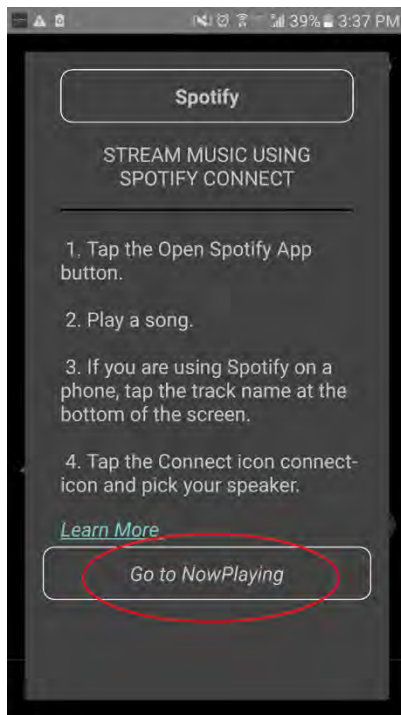 39% 3:37 PM
Spotify
STREAM MUSIC USING
SPOTIFY CONNECT
1. Tap the Open Spotify App
button.
2. Play a song.
3. If you are using Spotify on a
phone, tap the track name at the
bottom of the screen.
4. Tap the Connect icon connect-
icon and pick your speaker.
Learn More
Go to NowPlaying